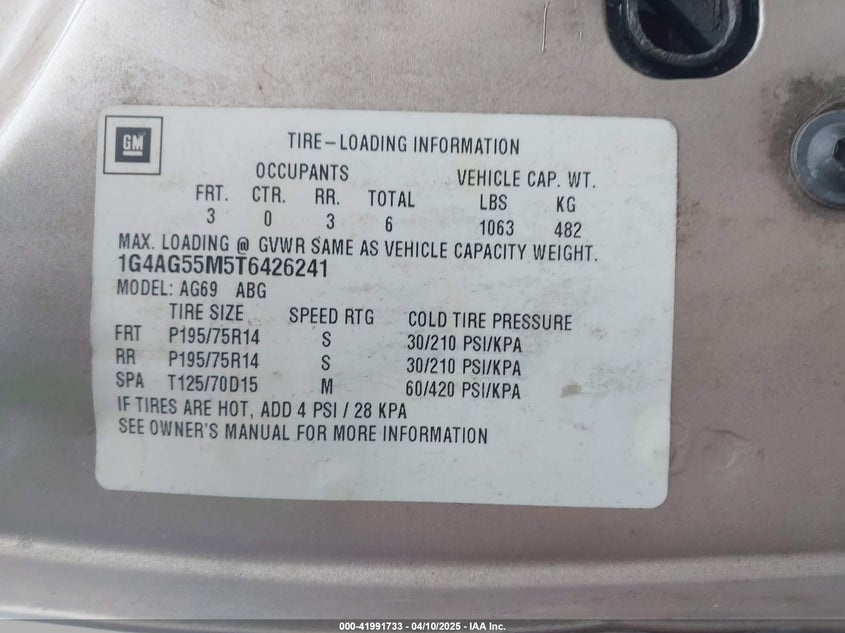 GM
TIRE-LOADING INFORMATION
OCCUPANTS VEHICLE CAP. WT.
FRT. CTR. RR. TOTAL LBS KG
3 0 3 6 1063 482
MAX. LOADING @ GVWR SAME AS VEHICLE CAPACITY WEIGHT.
1G4AG55M5T6426241
MODEL: AG69 ABG
TIRE SIZE SPEED RTG COLD TIRE PRESSURE
FRT P195/75R14 S 30/210 PSI/KPA
RR P195/75R14 S 30/210 PSI/KPA
SPA T125/70D15 M 60/420 PSI/KPA
IF TIRES ARE HOT, ADD 4 PSI / 28 KPA
SEE OWNER'S MANUAL FOR MORE INFORMATION
000-41991733 - 04/10/2025 - IAA Inc.